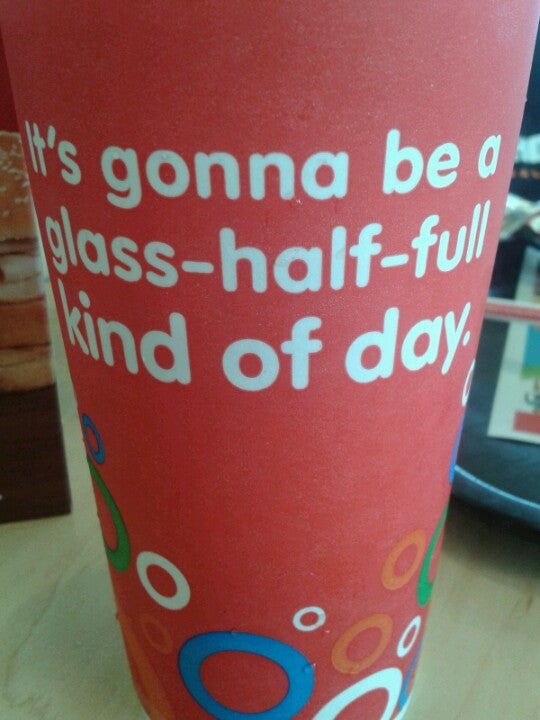 It's gonna be a
glass-half-full
kind of day.